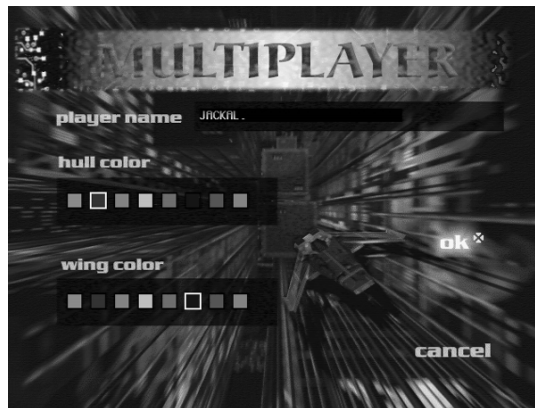 MULTIPLAYER
player name JACKAL.
hull color
ok
wing color
cancel